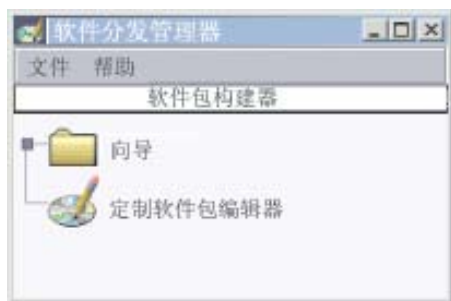 软件分发管理器
文件 帮助
软件包构建器
向导
定制软件包编辑器